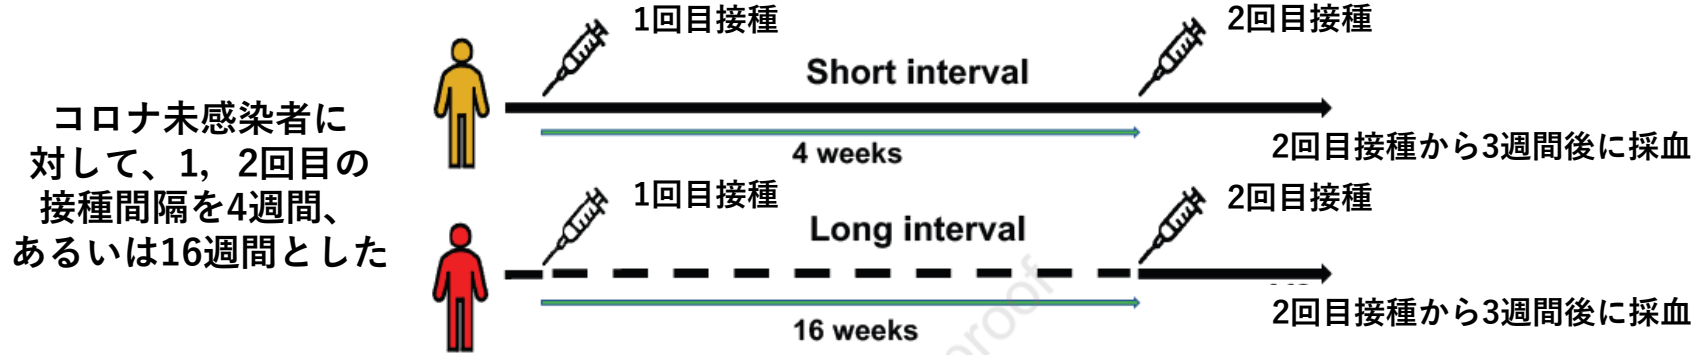 コロナ未感染者に
対して、1，2回目の
接種間隔を4週間、
あるいは16週間とした
1回目接種
2回目接種
Short interval
4 weeks
2回目接種から3週間後に採血
1回目接種
2回目接種
Long interval
16 weeks
2回目接種から3週間後に採血
proof